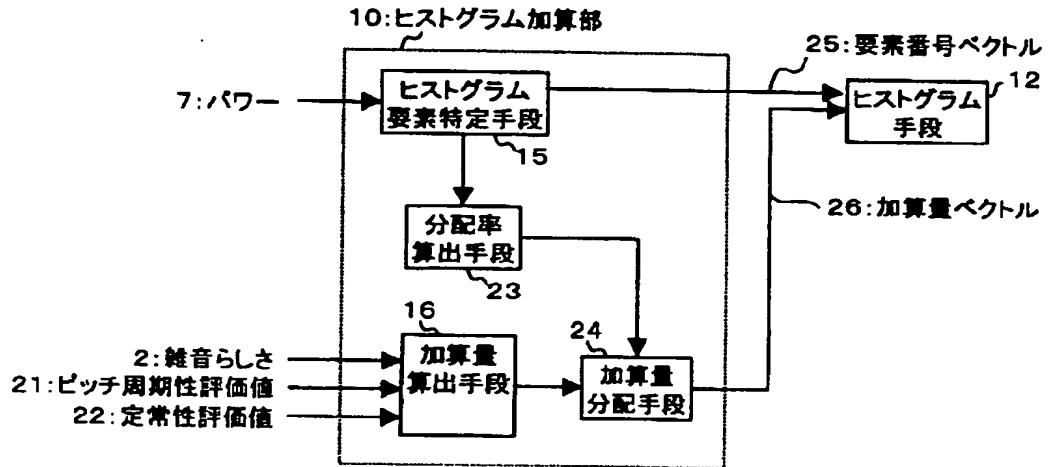 10:ヒストグラム加算部
25:要素番号ベクトル
7:パワー
ヒストグラム
要素特定手段
15
ヒストグラム
手段
12
26:加算量ベクトル
分配率
算出手段
23
16
加算量
算出手段
2:雑音らしさ
21:ピッチ周期性評価値
22:定常性評価値
24
加算量
分配手段